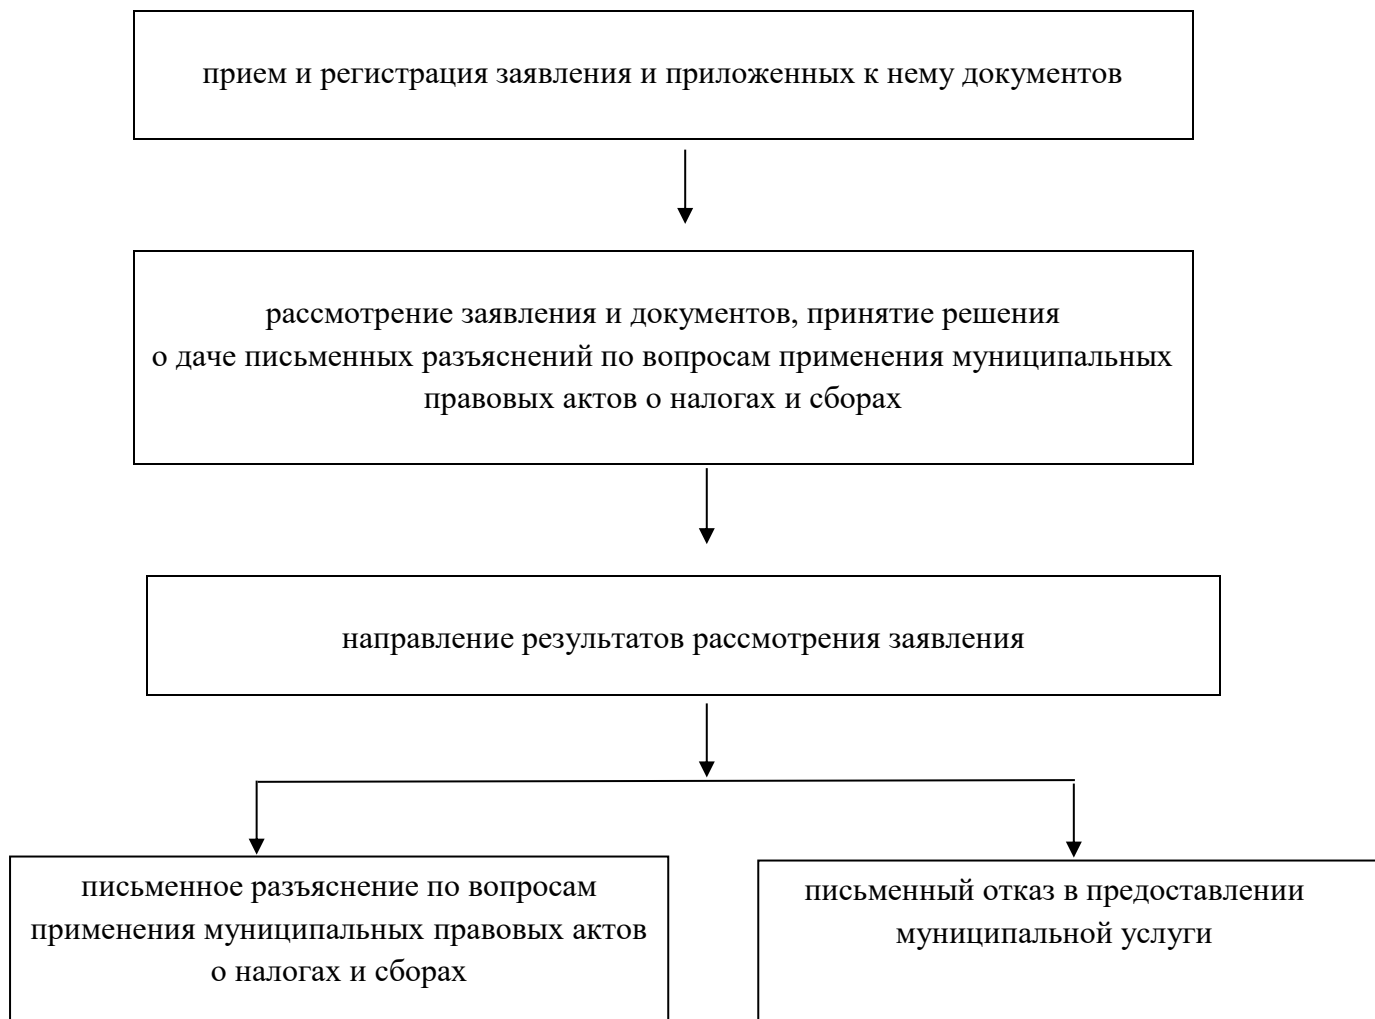 прием и регистрация заявления и приложенных к нему документов
рассмотрение заявления и документов, принятие решения
о даче письменных разъяснений по вопросам применения муниципальных
правовых актов о налогах и сборах
направление результатов рассмотрения заявления
письменное разъяснение по вопросам
применения муниципальных правовых актов
о налогах и сборах
письменный отказ в предоставлении
муниципальной услуги